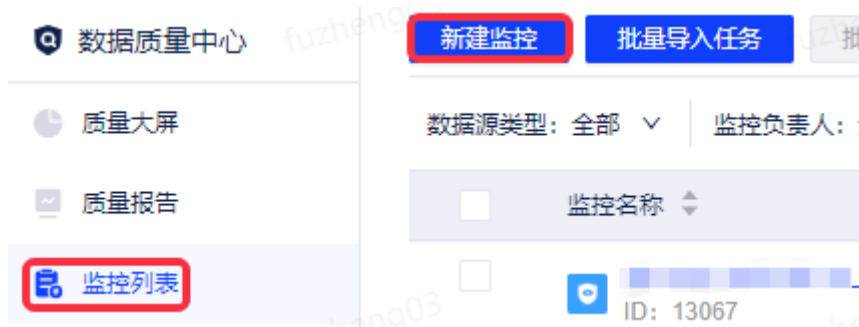 数据质量中心
质量大屏
质量报告
监控列表
新建监控 批量导入任务 批
数据源类型：全部 监控负责人：
监控名称
ID：13067